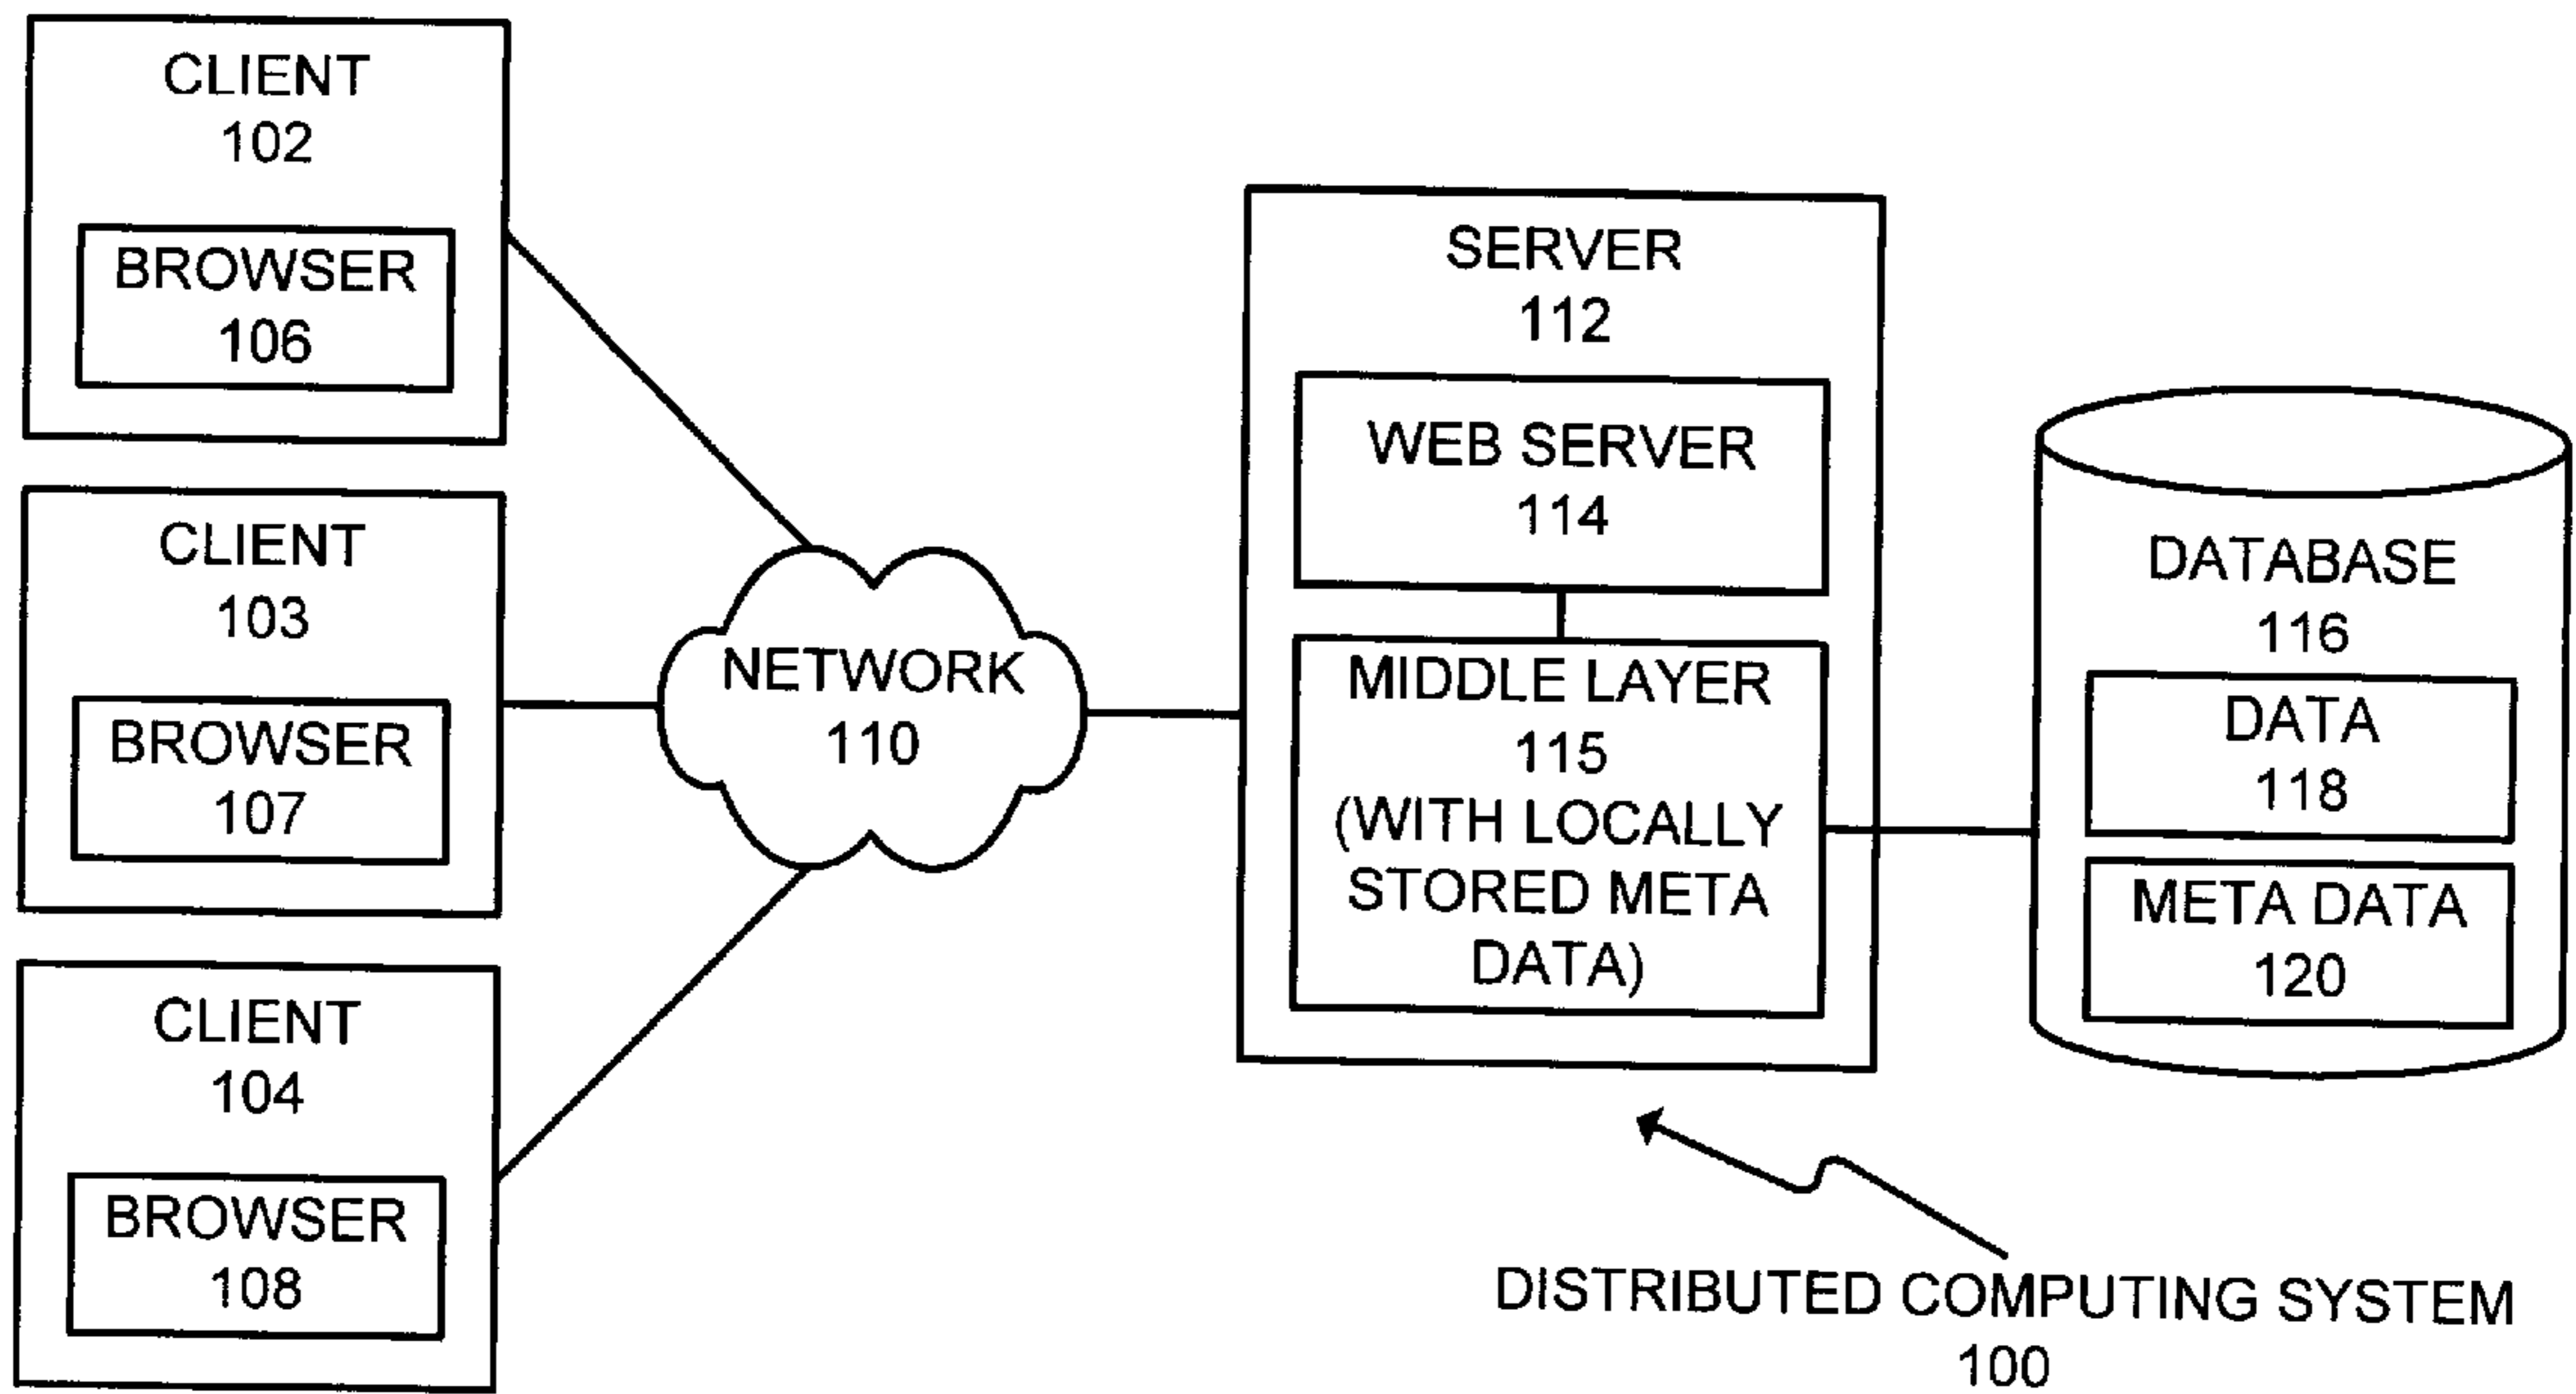 CLIENT
102
BROWSER
106
CLIENT
103
BROWSER
107
CLIENT
104
BROWSER
108
NETWORK
110
SERVER
112
WEB SERVER
114
MIDDLE LAYER
115
(WITH LOCALLY
STORED META
DATA)
DATABASE
116
DATA
118
META DATA
120
DISTRIBUTED COMPUTING SYSTEM
100